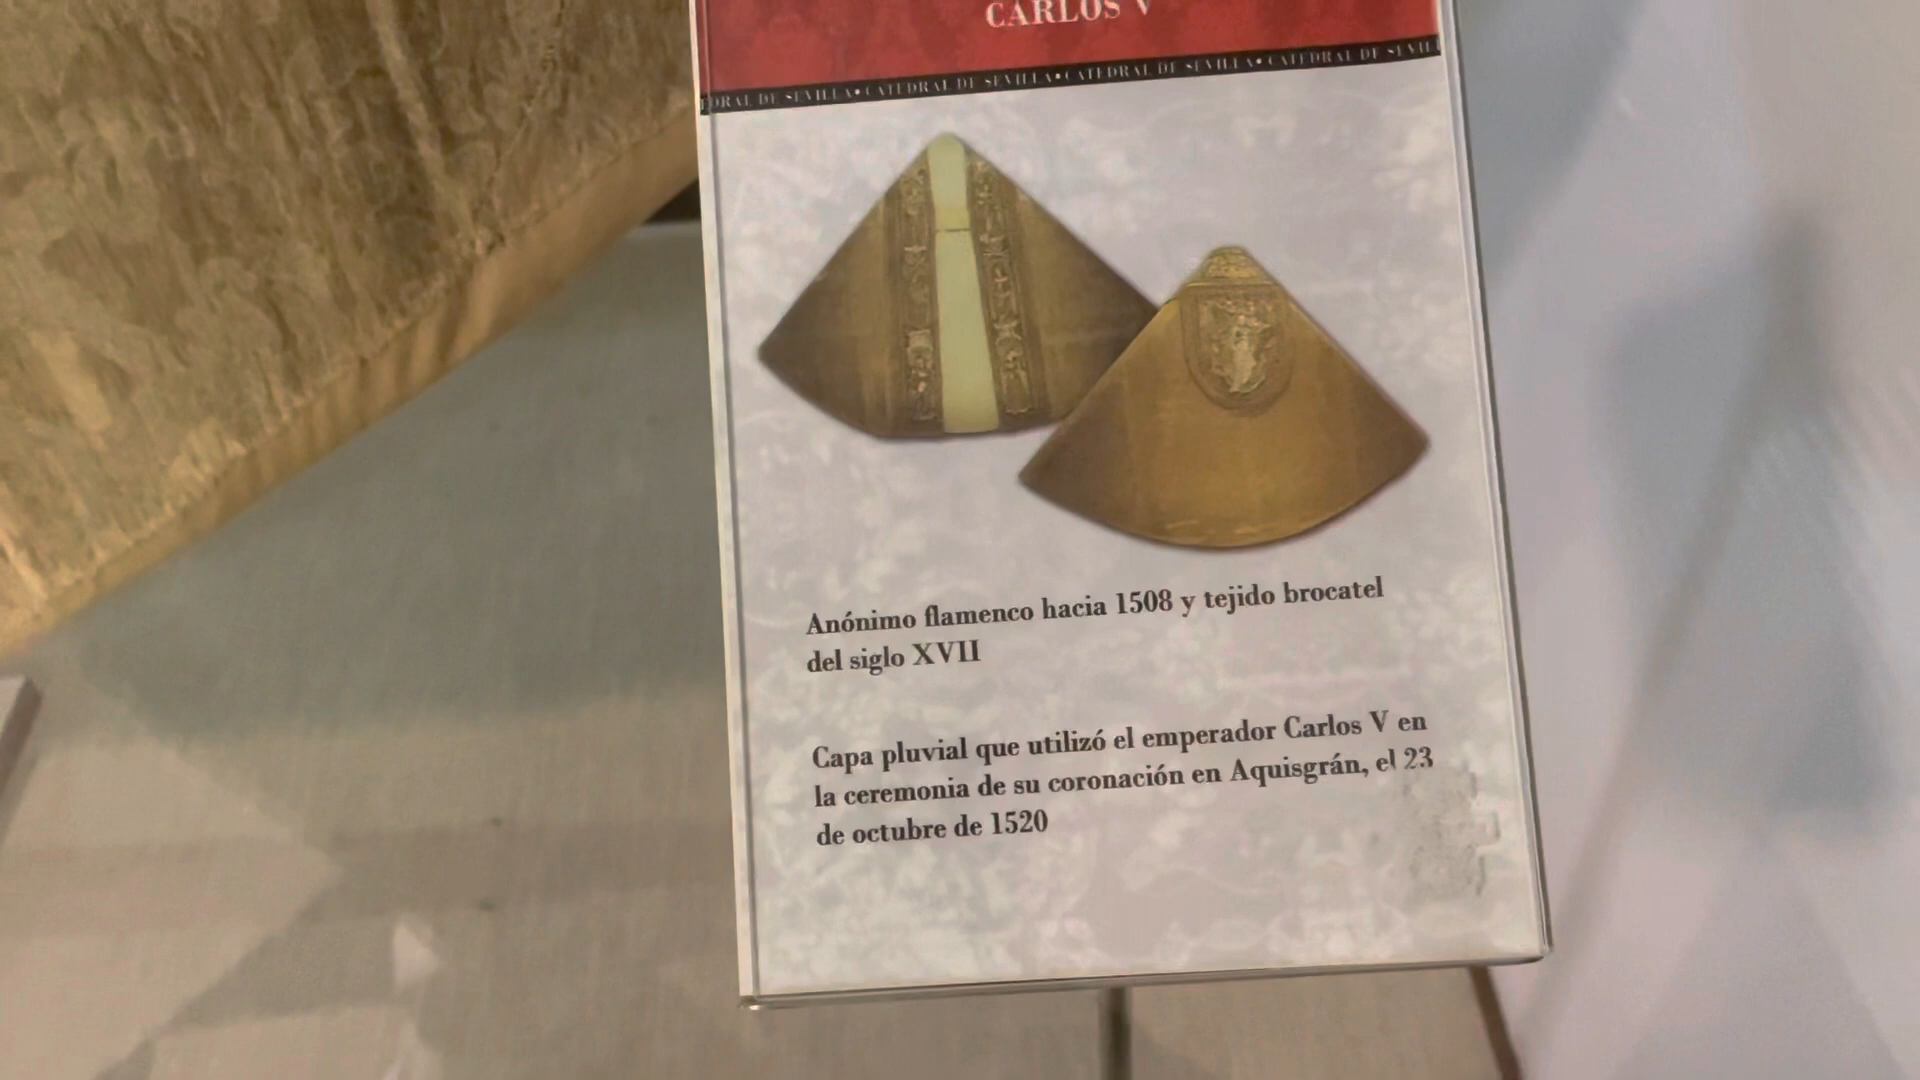 CARLOS V
EDRAL DE SEVILLA • CATEDRAL DE SEVILLA • CATEDRAL DE SEVILLA • CATEDRAL DE SEVILL
Anónimo flamenco hacia 1508 y tejido brocatel
del siglo XVII
Capa pluvial que utilizó el emperador Carlos V en
la ceremonia de su coronación en Aquisgrán, el 23
de octubre de 1520